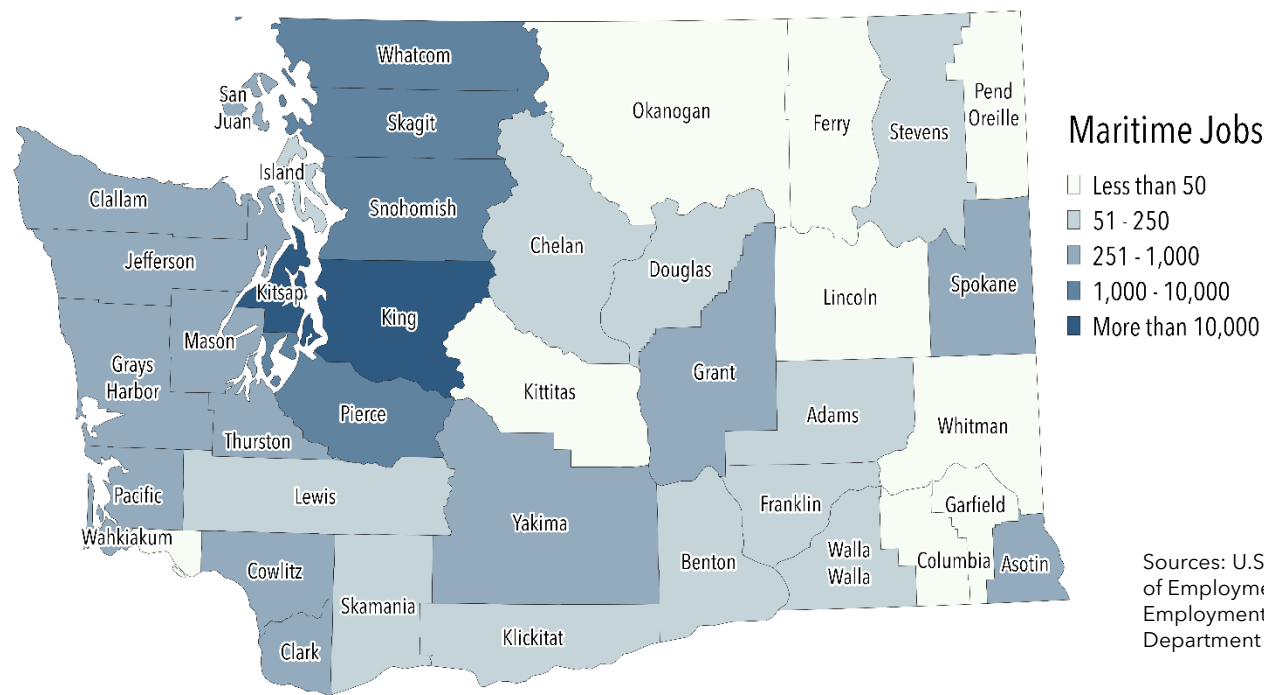 Whatcom
San
Juan
Skagit
Okanogan
Ferry
Stevens
Pend
Oreille
Island
Clallam
Snohomish
Jefferson
Chelan
Douglas
Kitsap
King
Lincoln
Spokane
Mason
Grays
Harbor
Grant
Kittitas
Pierce
Adams
Whitman
Thurston
Pacific
Lewis
Yakima
Franklin
Garfield
Wahkiakum
Cowlitz
Benton
Walla
Walla
Columbia
Asotin
Skamania
Klickitat
Clark
Maritime Jobs
Less than 50
51 - 250
251 - 1,000
1,000 - 10,000
More than 10,000
Sources: U.S
of Employme
Employment
Department